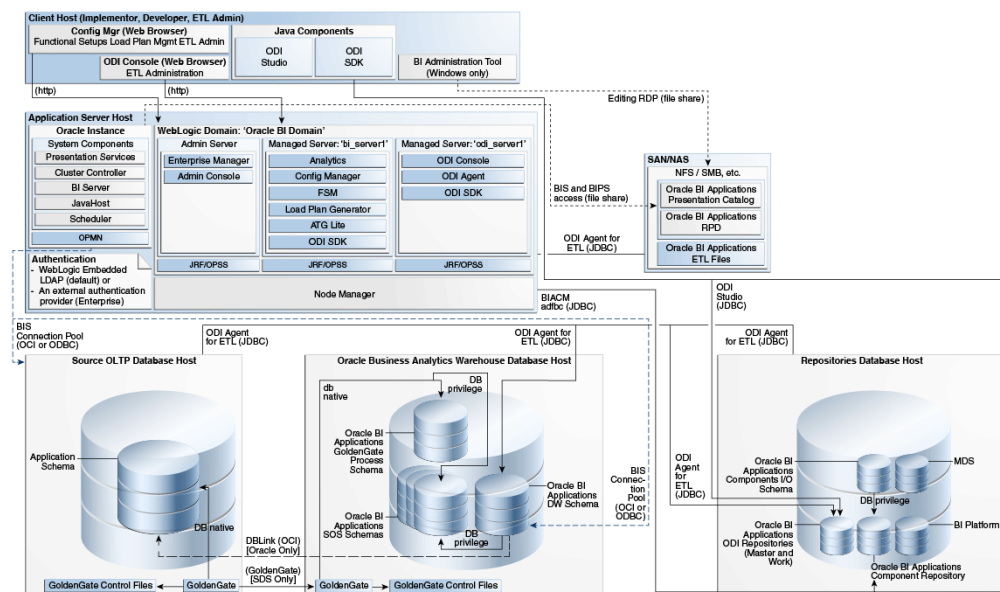 Client Host (Implementor, Developer, ETL Admin)
Config Mgr (Web Browser)
Functional Setups Load Plan Mgmt ETL Admin
ODI Console (Web Browser)
ETL Administration
Java Components
ODI
Studio
ODI
SDK
BI Administration Tool
(Windows only)
(http)
(http)
Editing RDP (file share)
Application Server Host
Oracle Instance
System Components
Presentation Services
Cluster Controller
BI Server
JavaHost
Scheduler
OPMN
WebLogic Domain: 'Oracle BI Domain'
Admin Server
Enterprise Manager
Admin Console
JRF/OPSS
Managed Server: 'bi_server1'
Analytics
Config Manager
FSM
Load Plan Generator
ATG Lite
ODI SDK
JRF/OPSS
Managed Server: 'odi_server1'
ODI Console
ODI Agent
ODI SDK
JRF/OPSS
Node Manager
Authentication
- WebLogic Embedded
LDAP (default) or
- An external authentication
provider (Enterprise)
SAN/NAS
NFS / SMB, etc.
Oracle BI Applications
Presentation Catalog
Oracle BI Applications
RPD
Oracle BI Applications
ETL Files
BIS and BIPS
access (file share)
ODI Agent for
ETL (JDBC)
BIACM
adfbc (JDBC)
ODI
Studio
(JDBC)
BIS
Connection Pool
(OCI or ODBC)
ODI Agent
for ETL (JDBC)
ODI Agent for
ETL (JDBC)
ODI Agent
for ETL (JDBC)
Source OLTP Database Host
Application
Schema
DB native
Oracle Business Analytics Warehouse Database Host
db
native
DB
privilege
Oracle BI
Applications
GoldenGate
Process
Schema
Oracle BI
Applications
SOS Schemas
DB
privilege
Oracle BI
Applications
DW Schema
BIS
Connec-
tion
Pool
(OCI or
ODBC)
ODI
Agent
for
ETL
(JDBC)
Repositories Database Host
Oracle BI
Applications
Components I/O
Schema
MDS
DB privilege
Oracle BI
Applications
ODI Repositories
(Master and
Work)
BI Platform
Oracle BI Applications
Component Repository
DBLink (OCI)
[Oracle Only]
(GoldenGate)
[SDS Only]
GoldenGate Control Files
GoldenGate
GoldenGate
GoldenGate Control Files